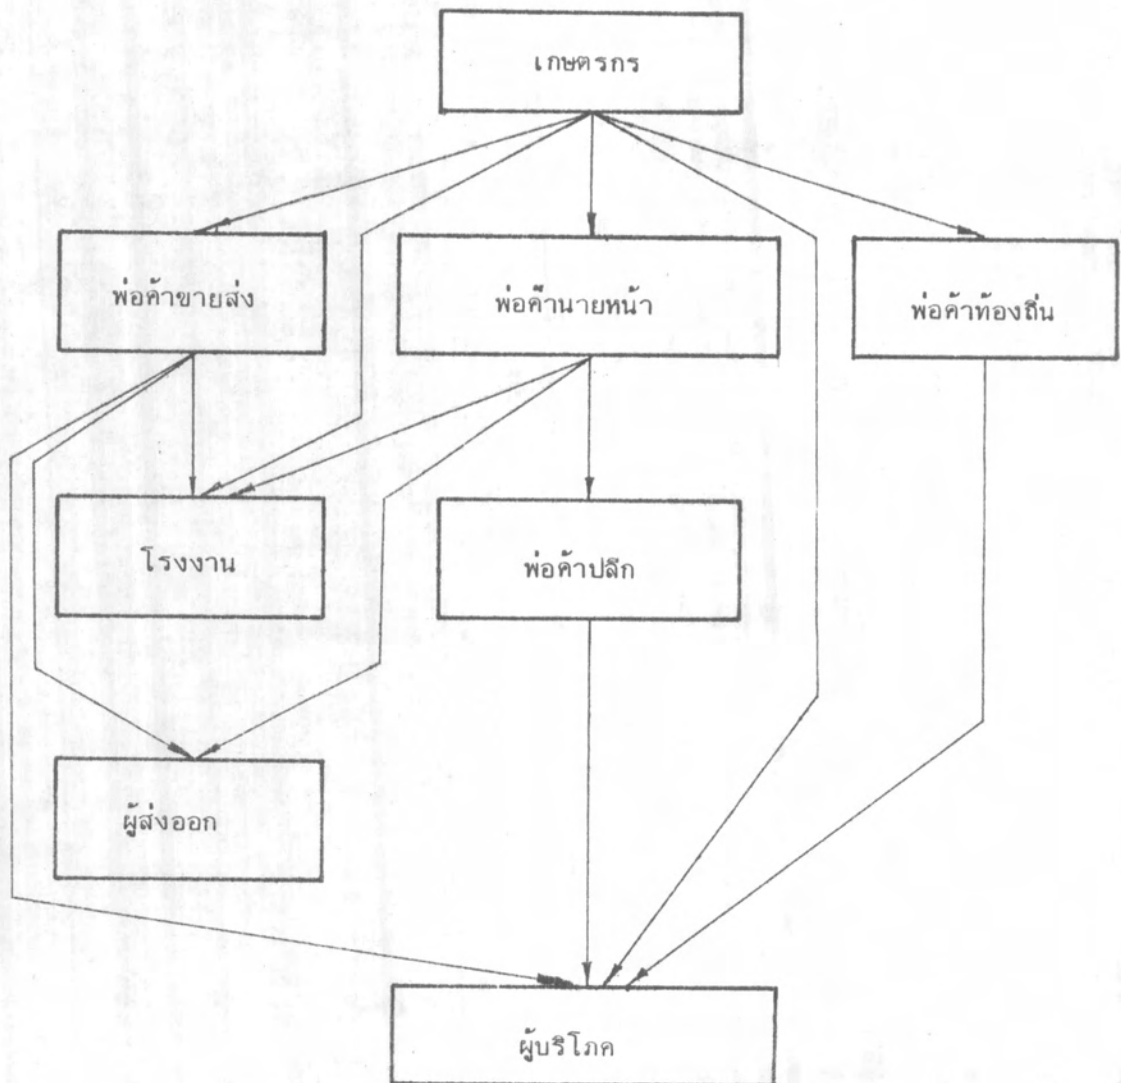 เกษตรกร
พ่อค้าขายส่ง
พ่อค้านายหน้า
พ่อค้าท้องถิ่น
โรงงาน
พ่อค้าปลีก
ผู้ส่งออก
ผู้บริโภค